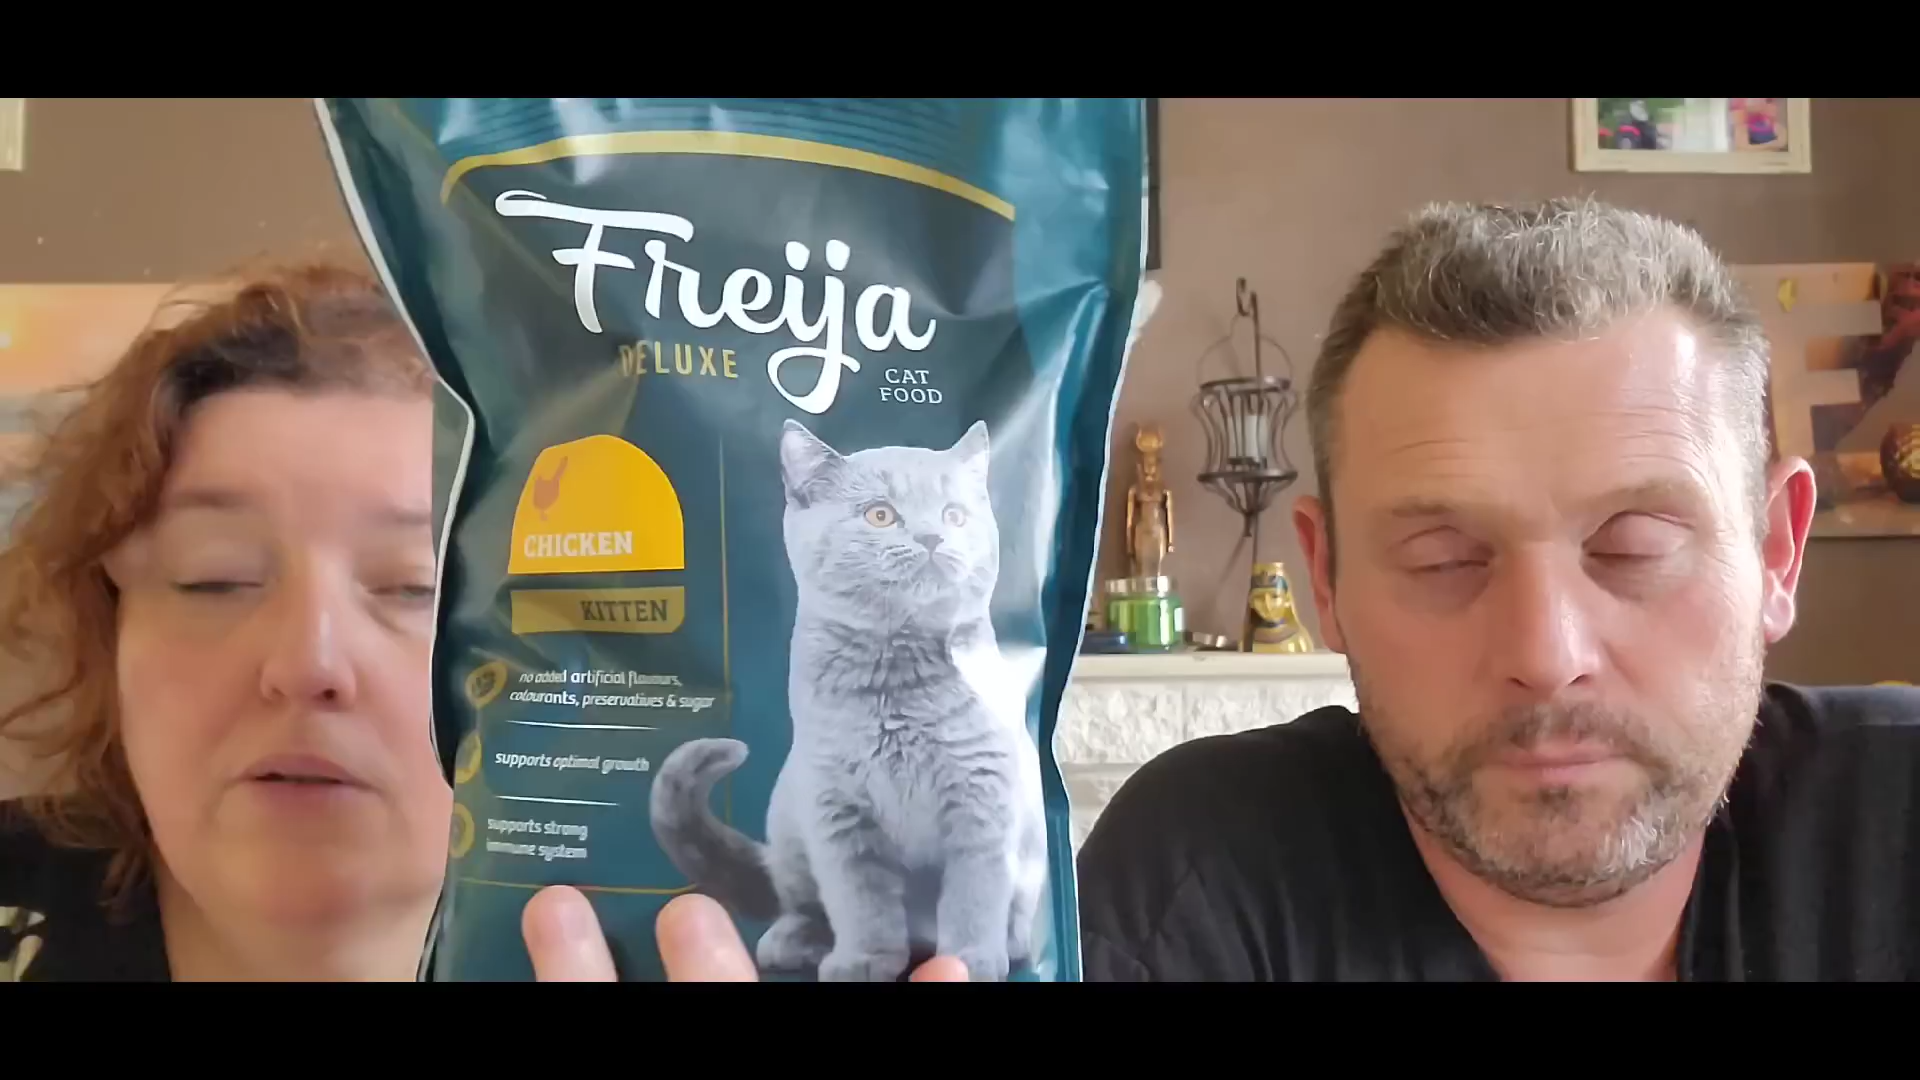 Freija
DELUXE
CAT
FOOD
CHICKEN
KITTEN
no added artificial flavours,
colourants, preservatives & sugar
supports optimal growth
supports strong
immune system